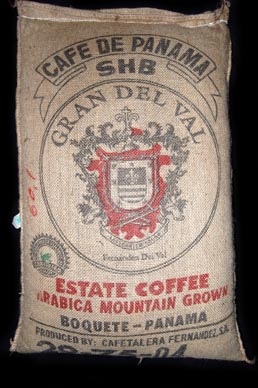 CAFE DE PANAMA
SHB
GRAN DEL VAL
Fernandez Del Val
ESTATE COFFEE
ARABICA MOUNTAIN GROWN
BOQUETE – PANAMA
PRODUCED BY: CAFETALERA FERNANDEZ, S.A.